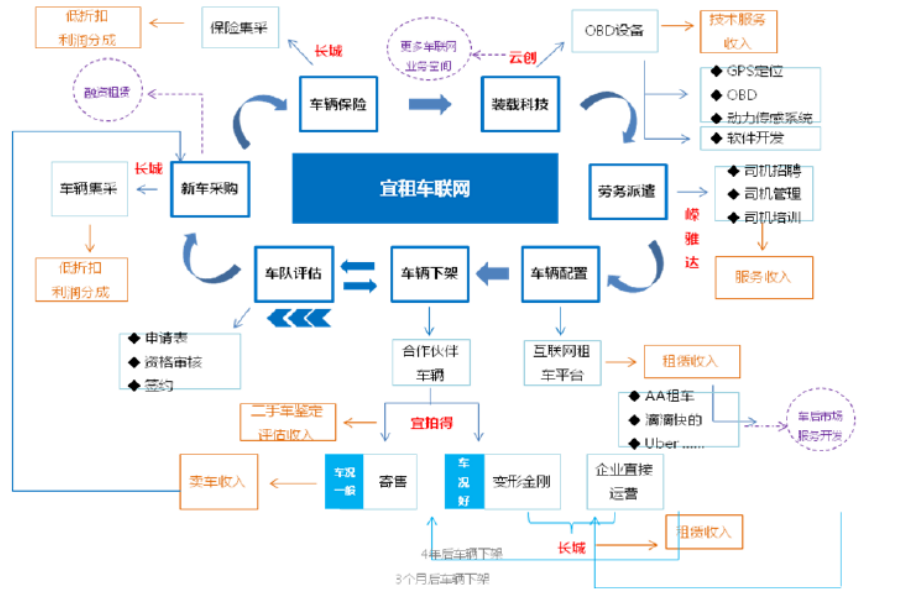 低折扣
利润分成
保险集采
长城
更多车联网
业务空间
云创
OBD设备
技术服务
收入
融资租赁
车辆保险
装载科技
◆ GPS定位
◆ OBD
◆ 动力传感系统
◆ 软件开发
长城
车辆集采
新车采购
宜租车联网
劳务派遣
◆ 司机招聘
◆ 司机管理
◆ 司机培训
嵘
雅
达
低折扣
利润分成
车队评估
车辆下架
车辆配置
服务收入
◆ 申请表
◆ 资格审核
◆ 签约
合作伙伴
车辆
互联网租
车平台
租赁收入
◆ AA租车
◆ 滴滴快的
◆ Uber ……
车后市场
服务开发
二手车鉴定
评估收入
宜拍得
卖车收入
车况
一般
寄售
车
况
好
变形金刚
企业直接
运营
长城
租赁收入
4年后车辆下架
3个月后车辆下架